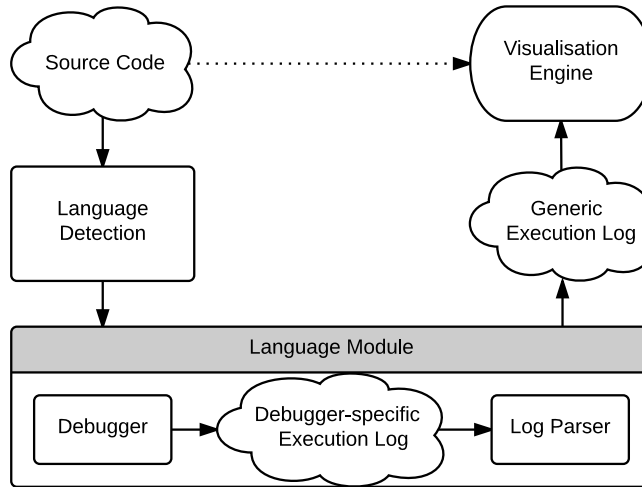 Source Code
Visualisation
Engine
Language
Detection
Generic
Execution Log
Language Module
Debugger
Debugger-specific
Execution Log
Log Parser